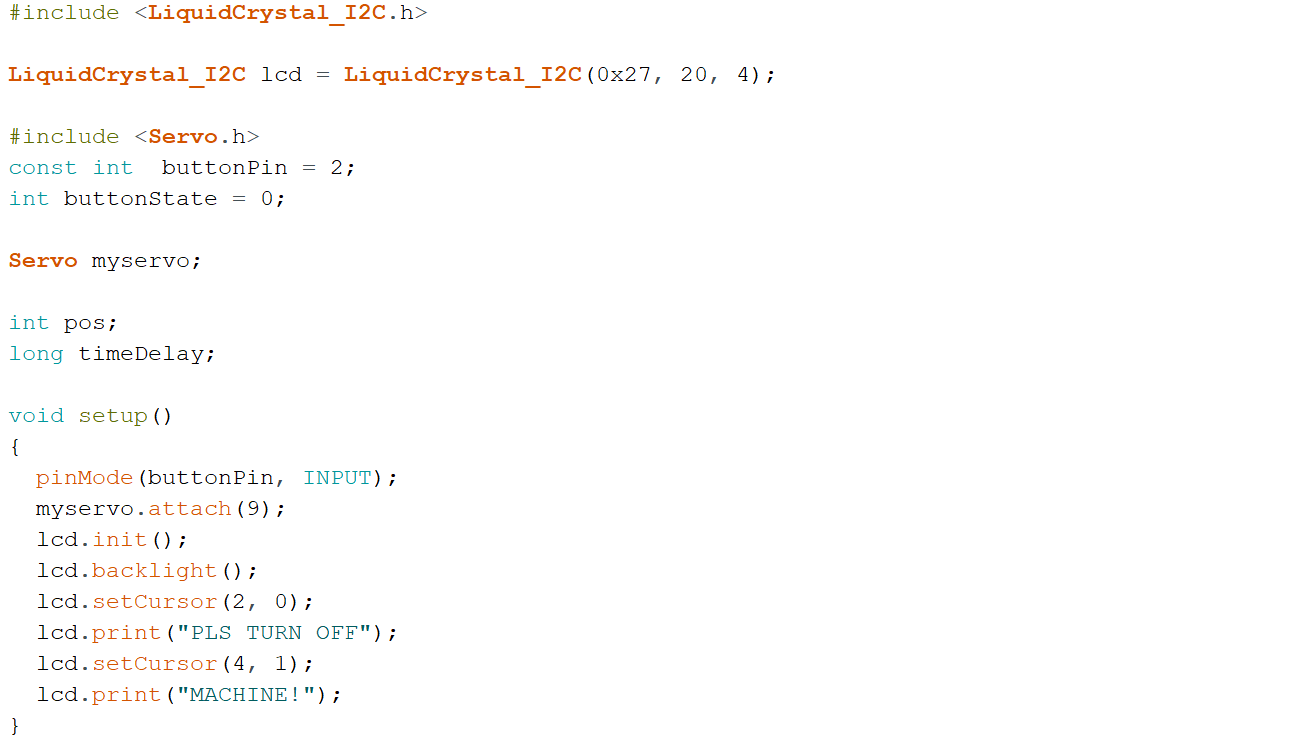 #include <LiquidCrystal_I2C.h>
LiquidCrystal_I2C lcd = LiquidCrystal_I2C(0x27, 20, 4);
#include <Servo.h>
const int  buttonPin = 2;
int buttonState = 0;
Servo myservo;
int pos;
long timeDelay;
void setup()
{
  pinMode(buttonPin, INPUT);
  myservo.attach(9);
  lcd.init();
  lcd.backlight();
  lcd.setCursor(2, 0);
  lcd.print("PLS TURN OFF");
  lcd.setCursor(4, 1);
  lcd.print("MACHINE!");
}